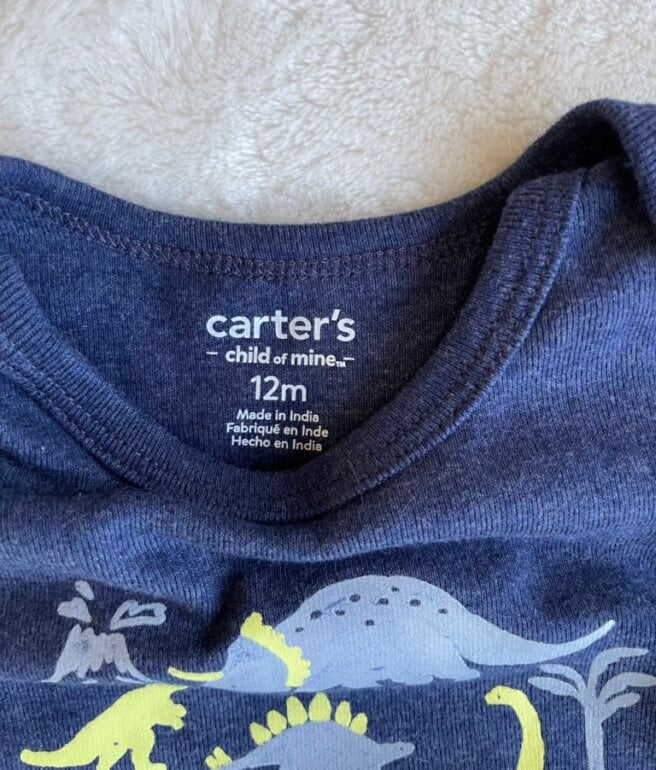 carter's
child of mine™
12m
Made in India
Fabriqué en Inde
Hecho en India